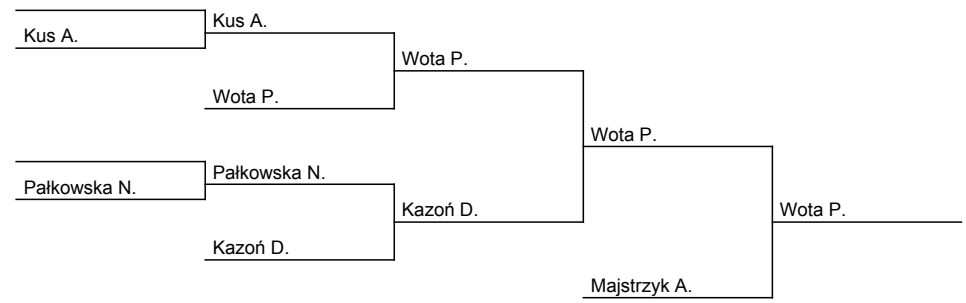 Kus A.
Kus A.
Wota P.
Wota P.
Wota P.
Pałkowska N.
Pałkowska N.
Kazoń D.
Wota P.
Kazoń D.
Majstrzyk A.